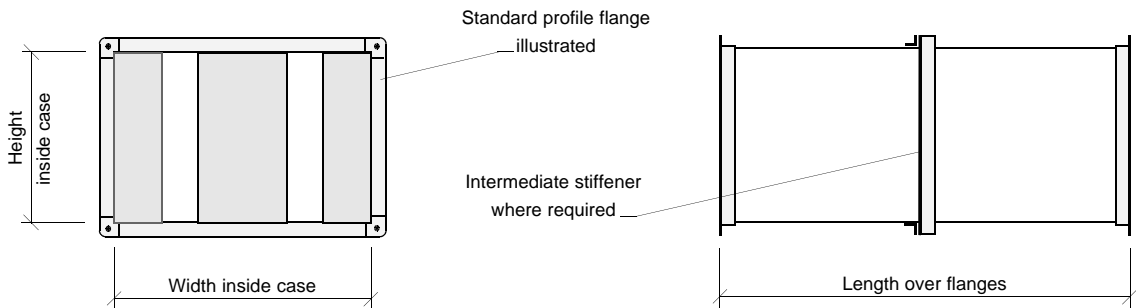 Standard profile flange
illustrated
Height
inside case
Intermediate stiffener
where required
Width inside case
Length over flanges